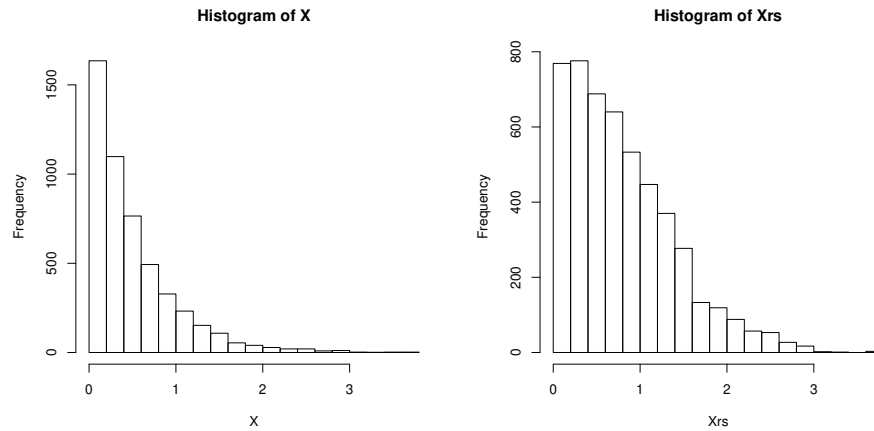 Histogram of X
Frequency
1500
1000
500
0
0 1 2 3
X
Histogram of Xrs
Frequency
800
600
400
200
0
0 1 2 3
Xrs